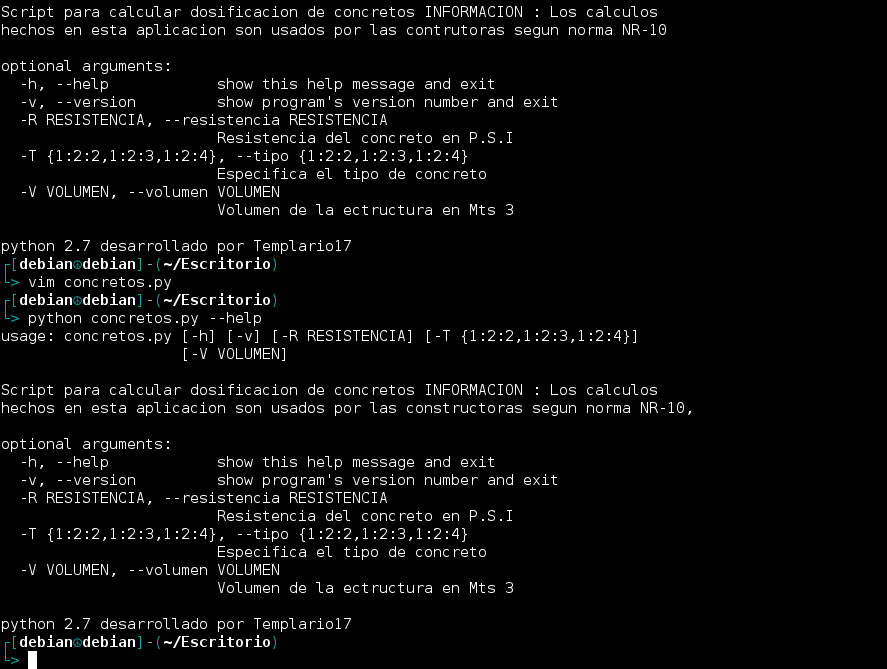 Script para calcular dosificacion de concretos INFORMACION : Los calculos
hechos en esta aplicacion son usados por las contrutoras segun norma NR-10
optional arguments:
-h, --help show this help message and exit
-v, --version show program's version number and exit
-R RESISTENCIA, --resistencia RESISTENCIA
Resistencia del concreto en P.S.I
-T {1:2:2,1:2:3,1:2:4}, --tipo {1:2:2,1:2:3,1:2:4}
Especifica el tipo de concreto
-V VOLUMEN, --volumen VOLUMEN
Volumen de la ectructura en Mts 3
python 2.7 desarrollado por Templario17
┌[debian☮debian]-(~/Escritorio)
└> vim concretos.py
┌[debian☮debian]-(~/Escritorio)
└> python concretos.py --help
usage: concretos.py [-h] [-v] [-R RESISTENCIA] [-T {1:2:2,1:2:3,1:2:4}]
[-V VOLUMEN]
Script para calcular dosificacion de concretos INFORMACION : Los calculos
hechos en esta aplicacion son usados por las constructoras segun norma NR-10,
optional arguments:
-h, --help show this help message and exit
-v, --version show program's version number and exit
-R RESISTENCIA, --resistencia RESISTENCIA
Resistencia del concreto en P.S.I
-T {1:2:2,1:2:3,1:2:4}, --tipo {1:2:2,1:2:3,1:2:4}
Especifica el tipo de concreto
-V VOLUMEN, --volumen VOLUMEN
Volumen de la ectructura en Mts 3
python 2.7 desarrollado por Templario17
┌[debian☮debian]-(~/Escritorio)
└>